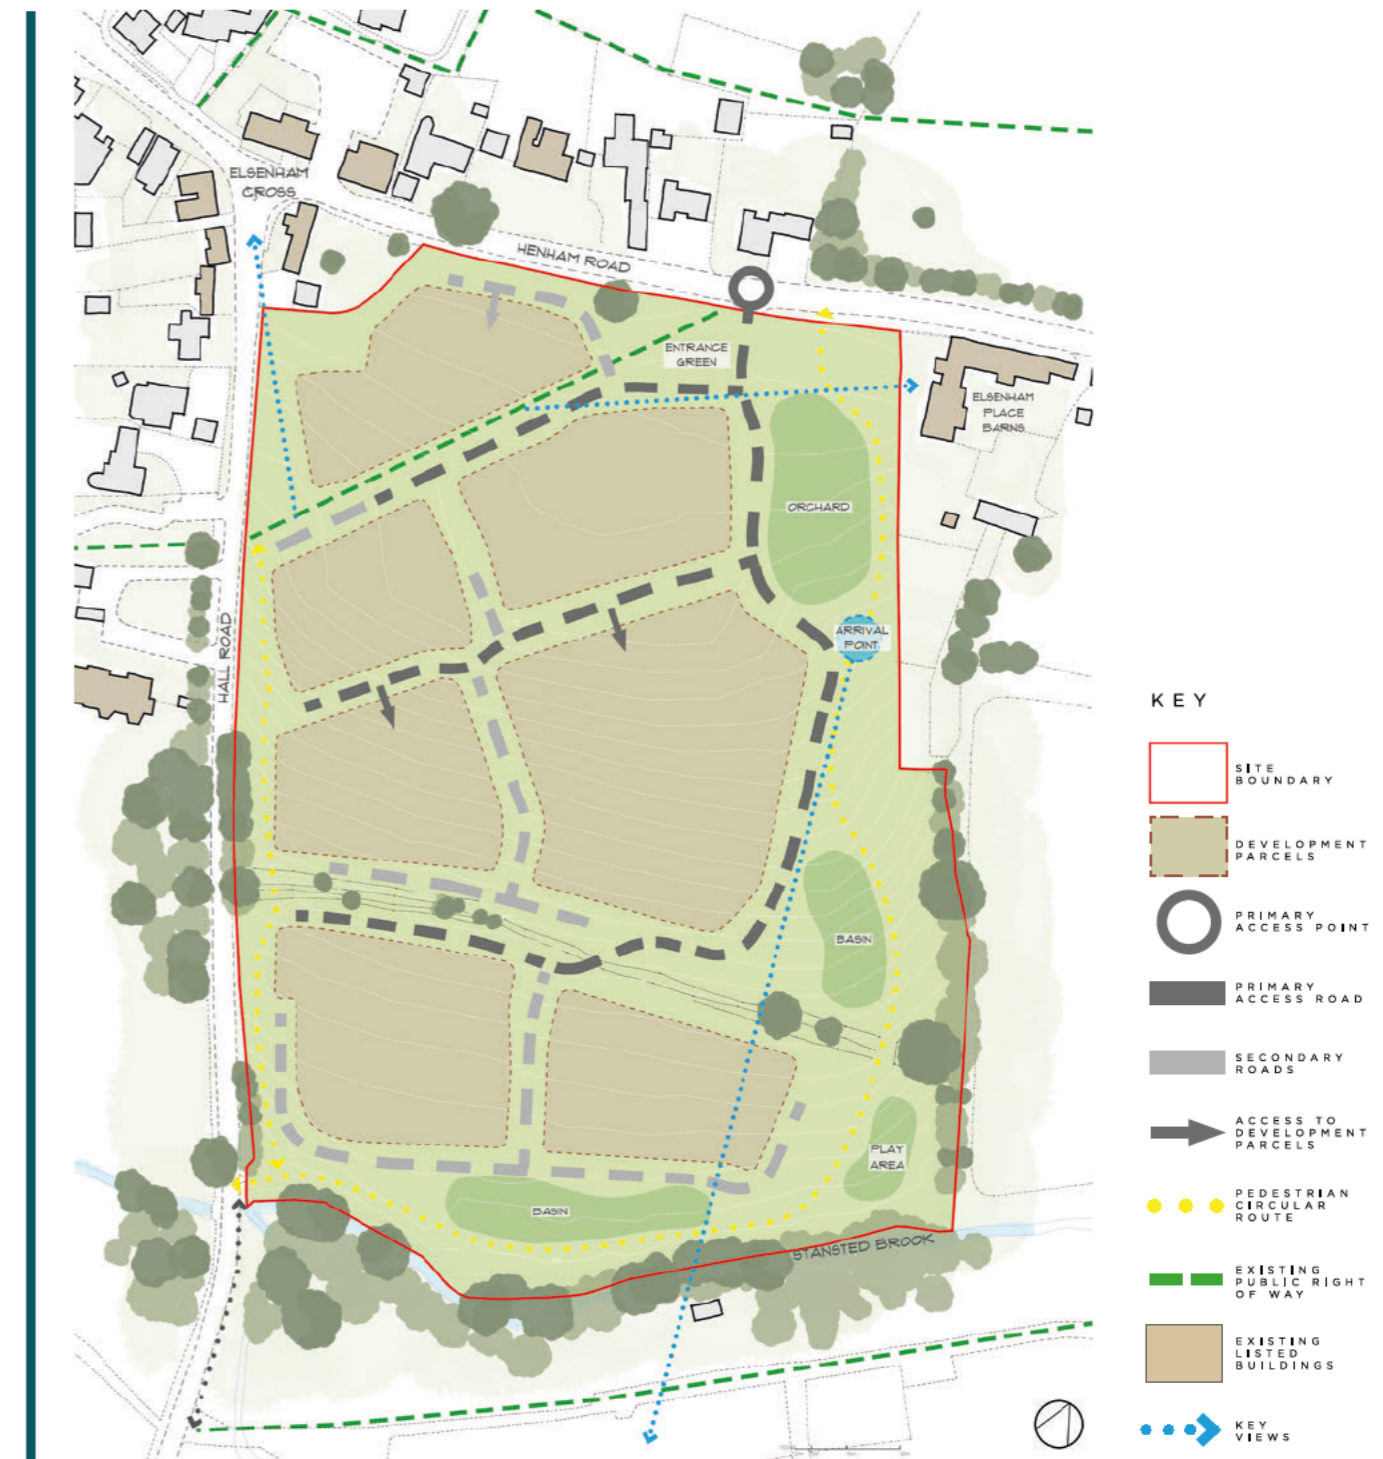 ELSENHAM
CROSS
HENHAM ROAD
ENTRANCE
GREEN
ELSENHAM
PLACE
BARNS
ORCHARD
HALL ROAD
ARRIVAL
POINT
BASIN
PLAY
AREA
BASIN
STANSTED BROOK
KEY
SITE
BOUNDARY
DEVELOPMENT
PARCELS
PRIMARY
ACCESS POINT
PRIMARY
ACCESS ROAD
SECONDARY
ROADS
ACCESS TO
DEVELOPMENT
PARCELS
PEDESTRIAN
CIRCULAR
ROUTE
EXISTING
PUBLIC RIGHT
OF WAY
EXISTING
LISTED
BUILDINGS
KEY
VIEWS